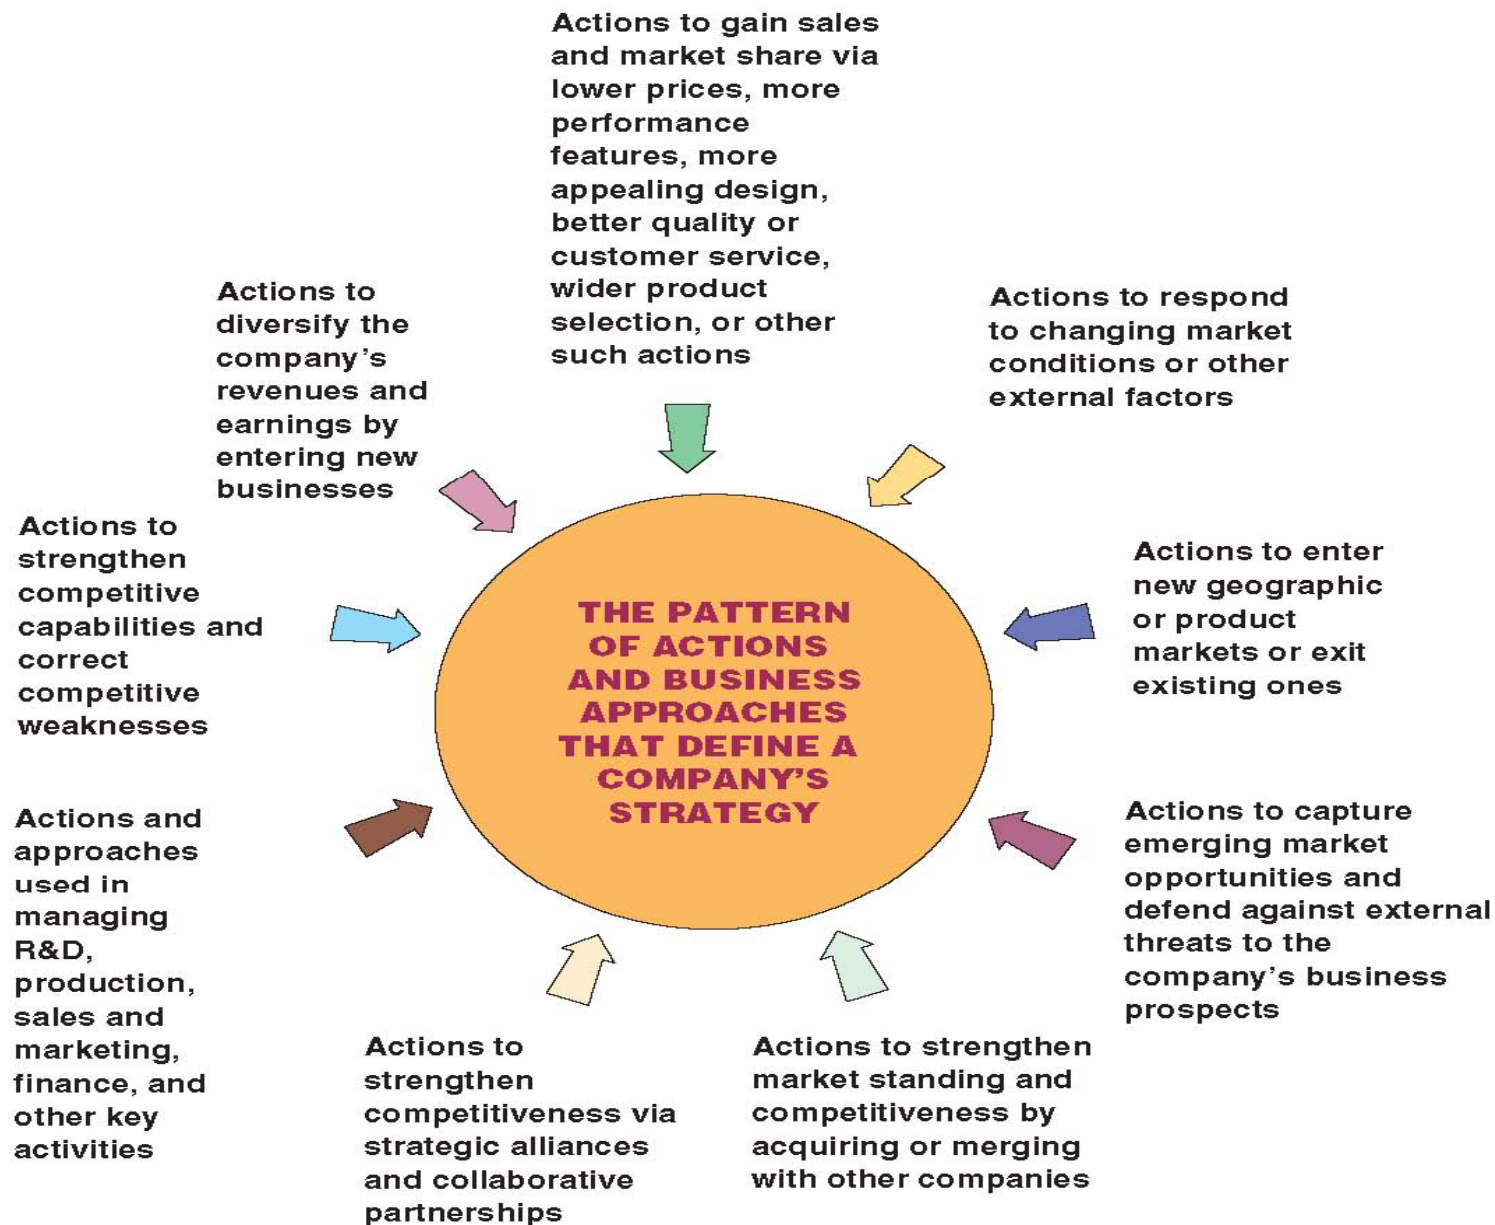 Actions to gain sales
and market share via
lower prices, more
performance
features, more
appealing design,
better quality or
customer service,
wider product
selection, or other
such actions
Actions to respond
to changing market
conditions or other
external factors
Actions to enter
new geographic
or product
markets or exit
existing ones
Actions to capture
emerging market
opportunities and
defend against external
threats to the
company's business
prospects
Actions to strengthen
market standing and
competitiveness by
acquiring or merging
with other companies
Actions to
strengthen
competitiveness via
strategic alliances
and collaborative
partnerships
Actions and
approaches
used in
managing
R&D,
production,
sales and
marketing,
finance, and
other key
activities
Actions to
strengthen
competitive
capabilities and
correct
competitive
weaknesses
Actions to
diversify the
company's
revenues and
earnings by
entering new
businesses
THE PATTERN
OF ACTIONS
AND BUSINESS
APPROACHES
THAT DEFINE A
COMPANY'S
STRATEGY